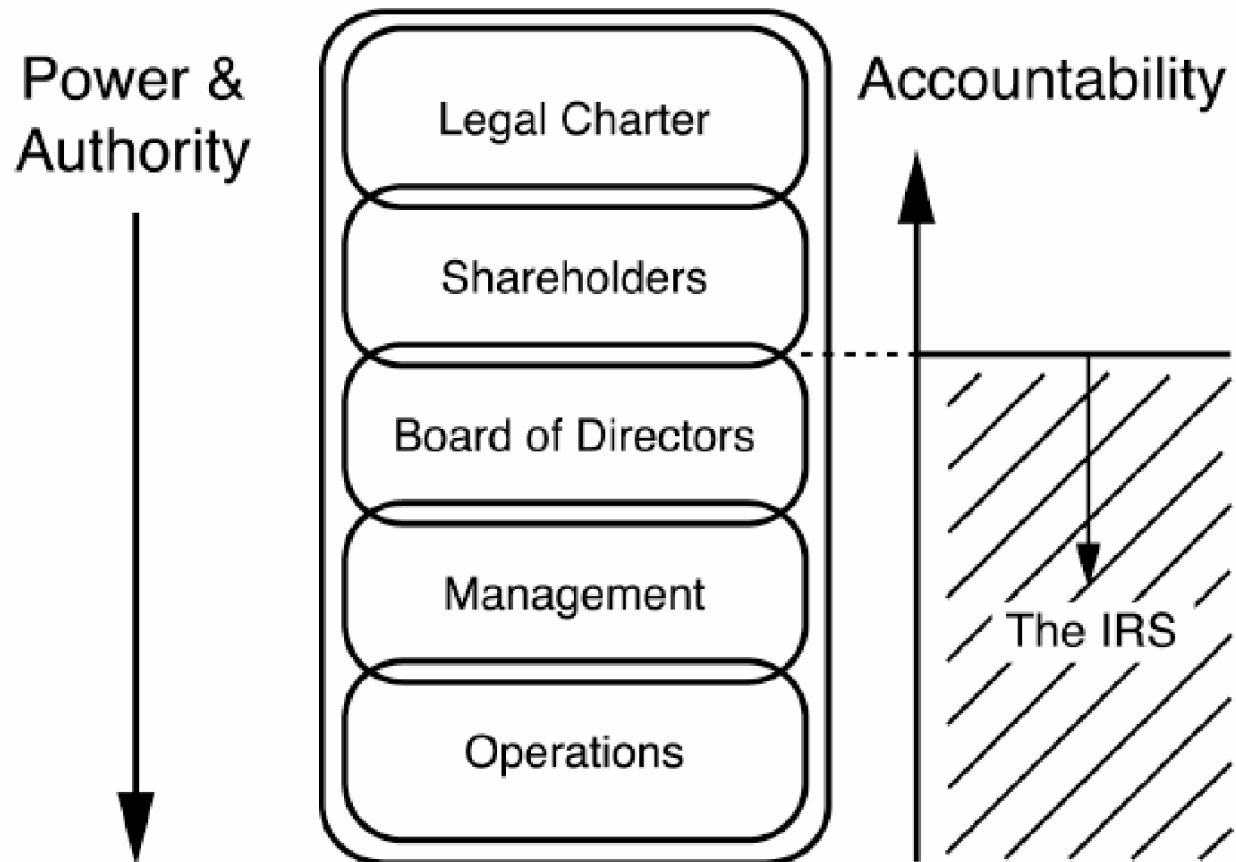 Power &
Authority
Legal Charter
Shareholders
Board of Directors
Management
Operations
Accountability
The IRS